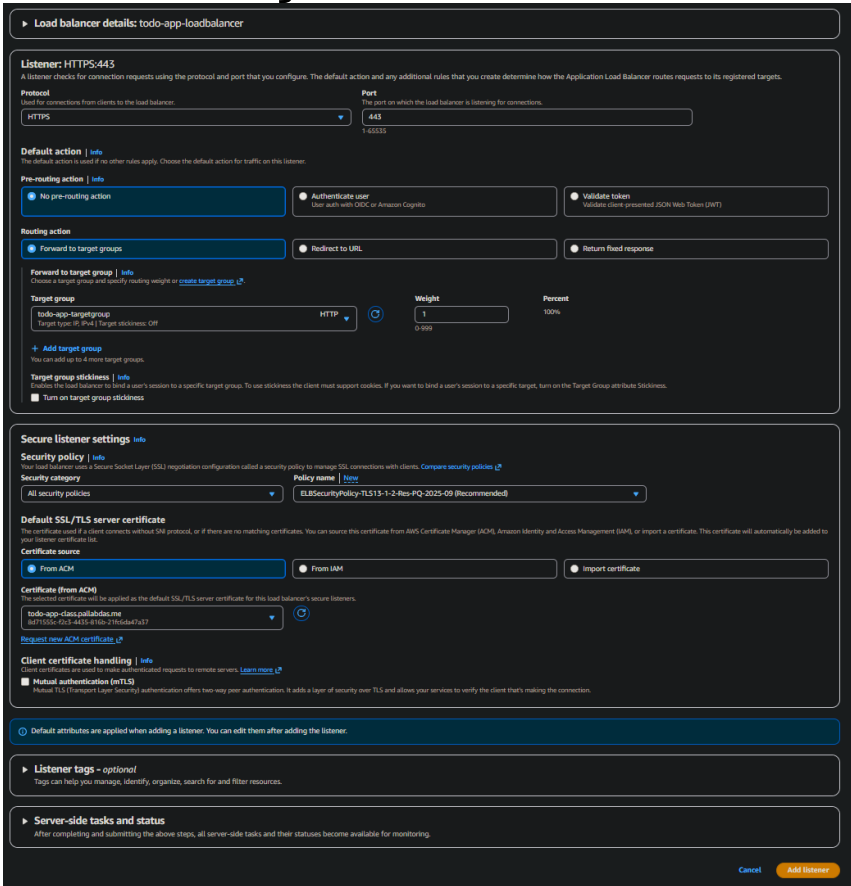 Load balancer details: todo-app-loadbalancer
Listener: HTTPS:443
A listener checks for connection requests using the protocol and port that you configure. The default action and any additional rules that you create determine how the Application Load Balancer routes requests to its registered targets.
Protocol
Used for connections from clients to the load balancer.
HTTPS
Port
The port on which the load balancer is listening for connections.
443
1-65535
Default action | Info
The default action is used if no other rules apply. Choose the default action for traffic on this listener.
Pre-routing action | Info
No pre-routing action
Authenticate user
User auth with OIDC or Amazon Cognito
Validate token
Validate client-presented JSON Web Token (JWT)
Routing action
Forward to target groups
Redirect to URL
Return fixed response
Forward to target group | Info
Choose a target group and specify routing weight or create target group.
Target group
todo-app-targetgroup
Target type: IP, IPv4 | Target stickiness: Off
HTTP
Weight
1
0-999
Percent
100%
+ Add target group
You can add up to 4 more target groups.
Target group stickiness | Info
Enables the load balancer to bind a user's session to a specific target group. To use stickiness the client must support cookies. If you want to bind a user's session to a specific target, turn on the Target Group attribute Stickiness.
Turn on target group stickiness
Secure listener settings Info
Security policy | Info
Your load balancer uses a Secure Socket Layer (SSL) negotiation configuration called a security policy to manage SSL connections with clients. Compare security policies
Security category
All security policies
Policy name | New
ELBSecurityPolicy-TLS13-1-2-Res-PQ-2025-09 (Recommended)
Default SSL/TLS server certificate
The certificate used if a client connects without SNI protocol, or if there are no matching certificates. You can source this certificate from AWS Certificate Manager (ACM), Amazon Identity and Access Management (IAM), or import a certificate. This certificate will automatically be added to
your listener certificate list.
Certificate source
From ACM
From IAM
Import certificate
Certificate (from ACM)
The selected certificate will be applied as the default SSL/TLS server certificate for this load balancer's secure listeners.
todo-app-class.pallabdas.me
8d71555c-f2c3-4435-816b-21fc6da47a37
Request new ACM certificate
Client certificate handling | Info
Client certificates are used to make authenticated requests to remote servers. Learn more
Mutual authentication (mTLS)
Mutual TLS (Transport Layer Security) authentication offers two-way peer authentication. It adds a layer of security over TLS and allows your services to verify the client that's making the connection.
Default attributes are applied when adding a listener. You can edit them after adding the listener.
Listener tags - optional
Tags can help you manage, identify, organize, search for and filter resources.
Server-side tasks and status
After completing and submitting the above steps, all server-side tasks and their statuses become available for monitoring.
Cancel
Add listener